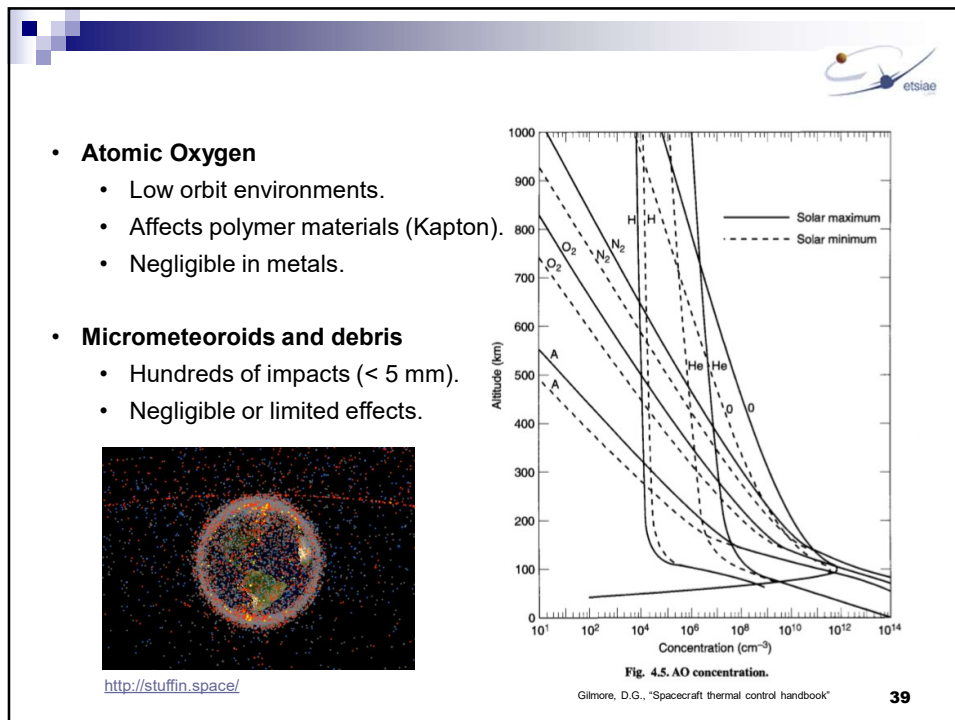 etsiae
• Atomic Oxygen
• Low orbit environments.
• Affects polymer materials (Kapton).
• Negligible in metals.
• Micrometeoroids and debris
• Hundreds of impacts (< 5 mm).
• Negligible or limited effects.
http://stuffin.space/
1000
900
800
700
600
500
400
300
200
100
0
Altitude (km)
Solar maximum
Solar minimum
H H
N₂
N₂
O₂
O₂
A
A
He He
0 0
10¹ 10² 10⁴ 10⁶ 10⁸ 10¹⁰ 10¹² 10¹⁴
Concentration (cm⁻³)
Fig. 4.5. AO concentration.
Gilmore, D.G., “Spacecraft thermal control handbook”
39